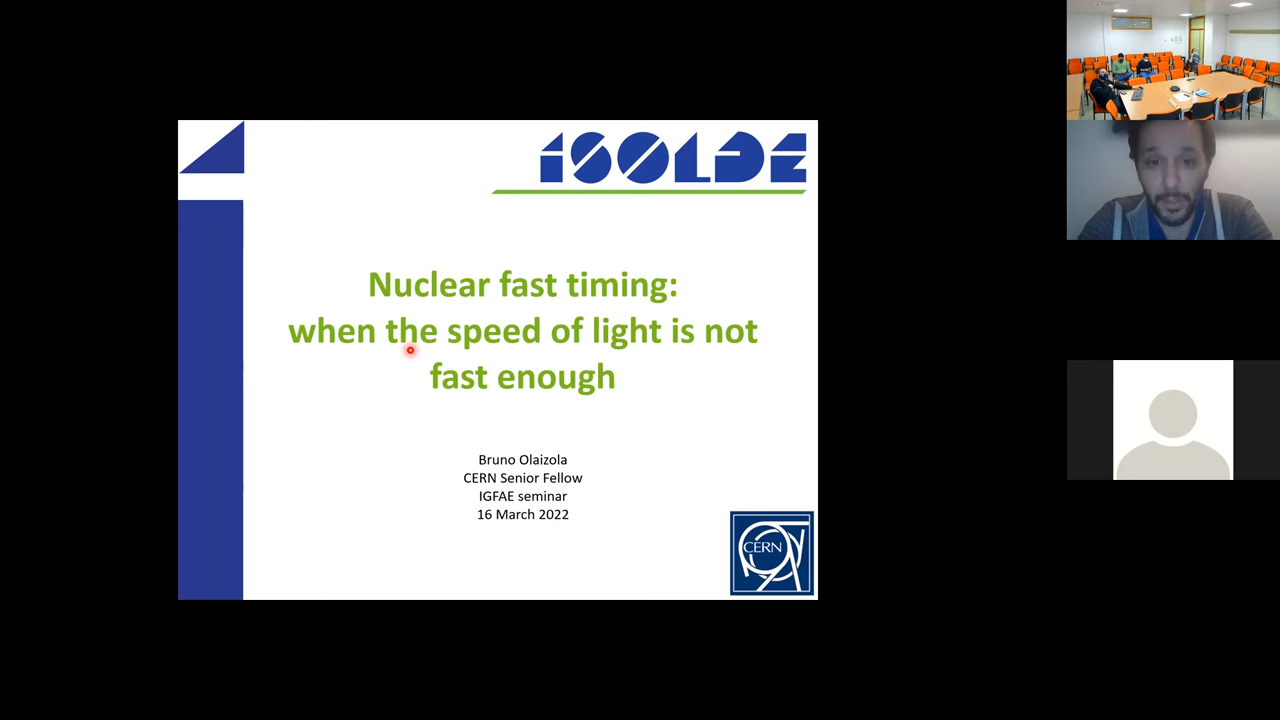 ISOLDE
Nuclear fast timing:
when the speed of light is not
fast enough
Bruno Olaizola
CERN Senior Fellow
IGFAE seminar
16 March 2022
CERN